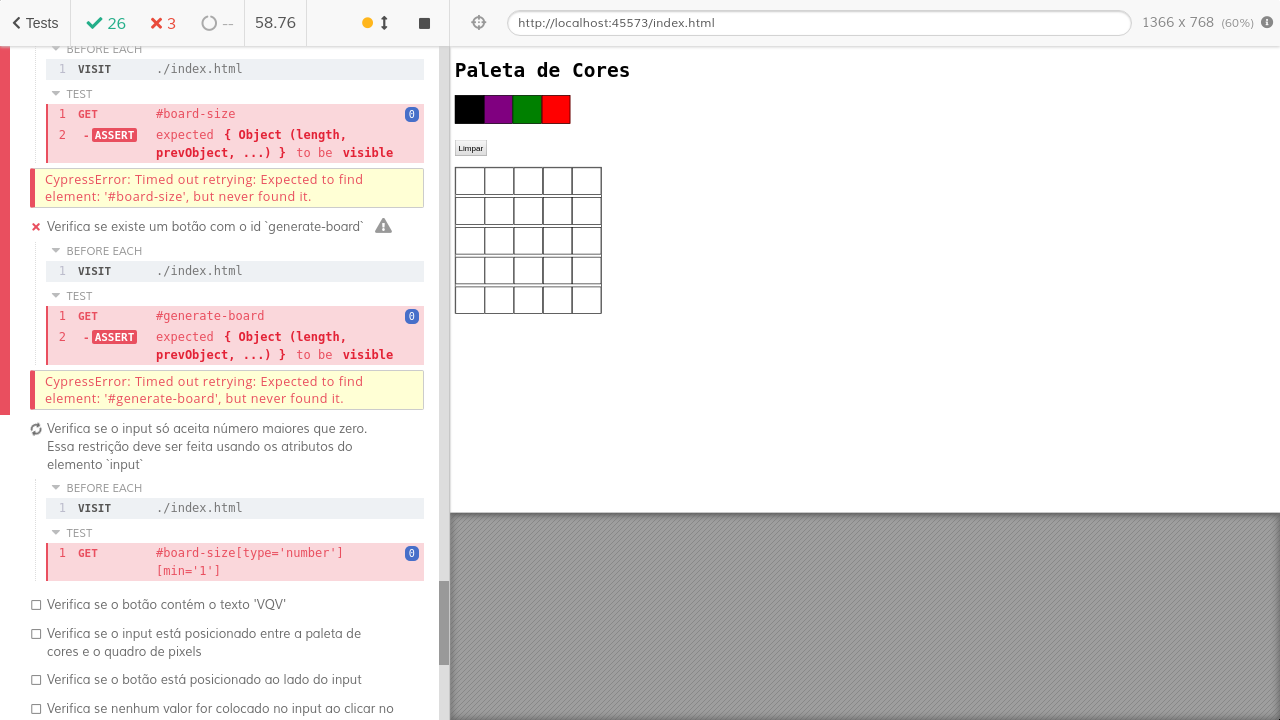 Tests
26
3
--
58.76
http://localhost:45573/index.html
1366 x 768 (60%)
BEFORE EACH
1 VISIT ./index.html
TEST
1 GET #board-size 0
2 -ASSERT expected { Object (length,
prevObject, ...) } to be visible
CypressError: Timed out retrying: Expected to find
element: '#board-size', but never found it.
Verifica se existe um botão com o id `generate-board`
BEFORE EACH
1 VISIT ./index.html
TEST
1 GET #generate-board 0
2 -ASSERT expected { Object (length,
prevObject, ...) } to be visible
CypressError: Timed out retrying: Expected to find
element: '#generate-board', but never found it.
Verifica se o input só aceita número maiores que zero.
Essa restrição deve ser feita usando os atributos do
elemento `input`
BEFORE EACH
1 VISIT ./index.html
TEST
1 GET #board-size[type='number'] 0
[min='1']
Verifica se o botão contém o texto 'VQV'
Verifica se o input está posicionado entre a paleta de
cores e o quadro de pixels
Verifica se o botão está posicionado ao lado do input
Verifica se nenhum valor for colocado no input ao clicar no
Paleta de Cores
Limpar